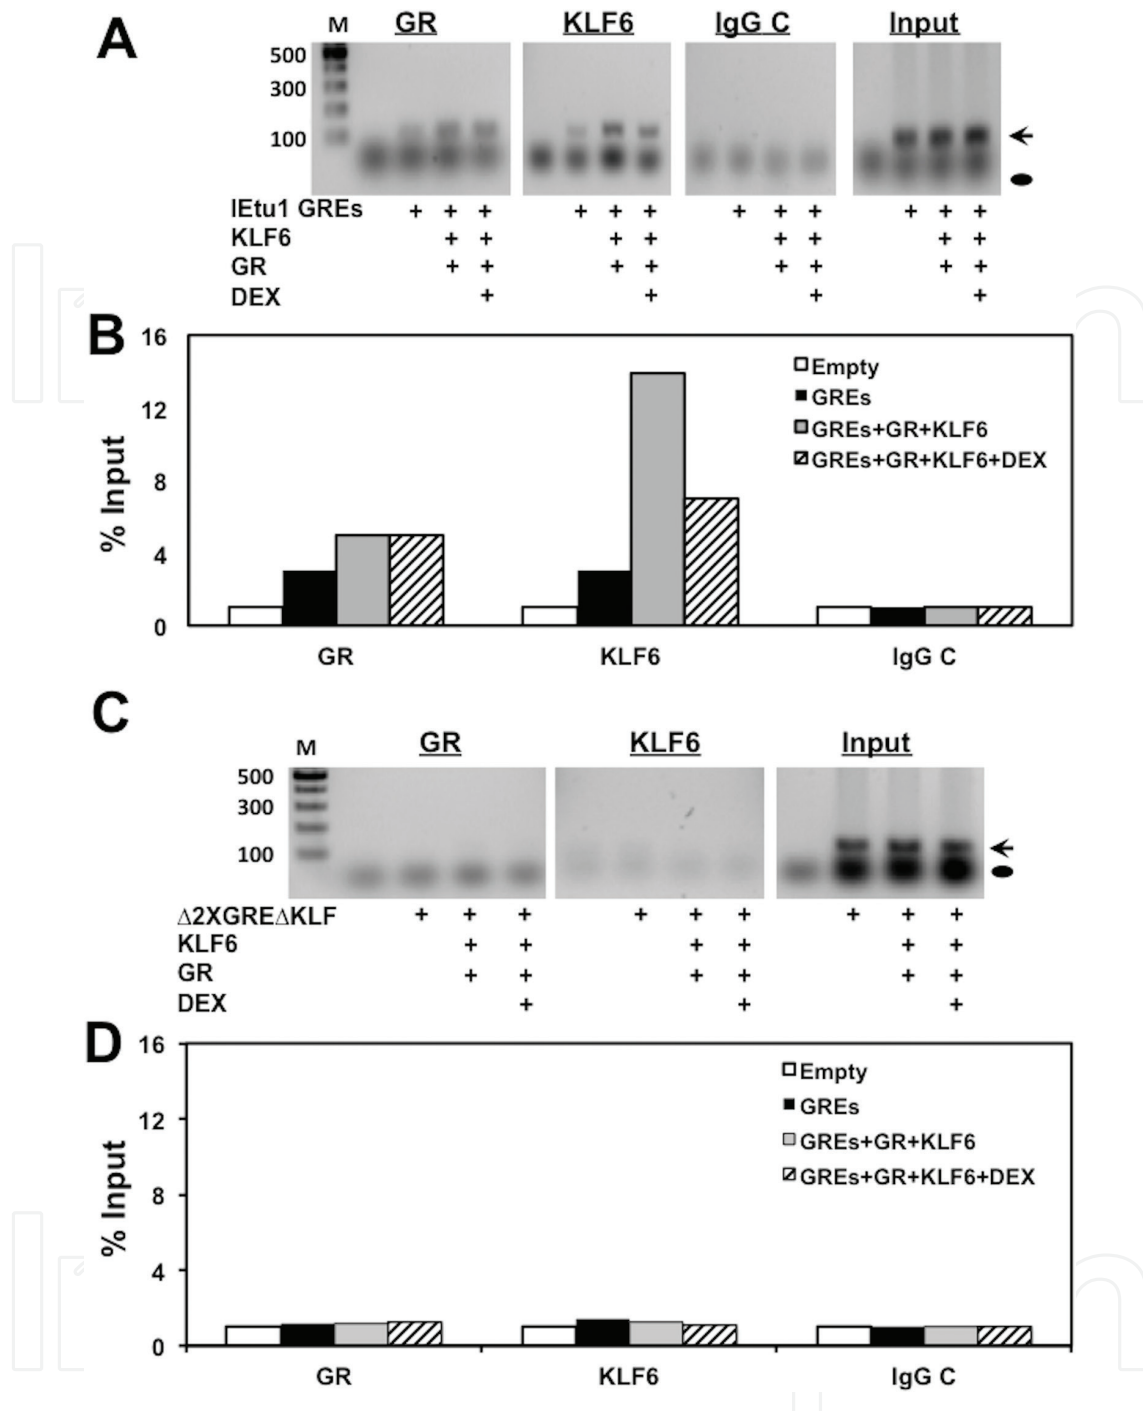 A
M GR KLF6 IgG C Input
500
300
100
IEtu1 GREs + + + + + + + + + + + +
KLF6 + + + + + + + +
GR + + + + + + + +
DEX + + + +
B
16
12
8
4
0
% Input
Empty
GREs
GREs+GR+KLF6
GREs+GR+KLF6+DEX
GR KLF6 IgG C
C
M GR KLF6 Input
500
300
100
Δ2XGREΔKLF + + + + + + + + +
KLF6 + + + + + +
GR + + + + + +
DEX + + +
D
16
12
8
4
0
% Input
Empty
GREs
GREs+GR+KLF6
GREs+GR+KLF6+DEX
GR KLF6 IgG C